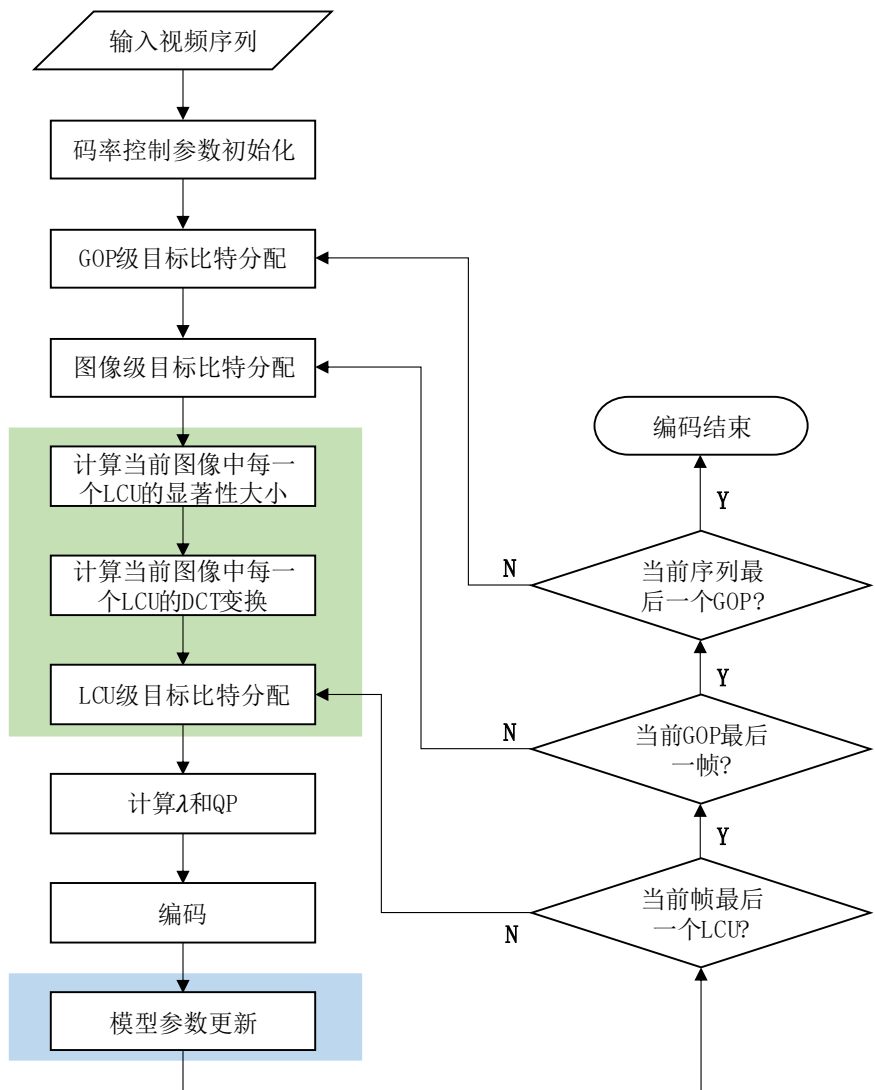 输入视频序列
码率控制参数初始化
GOP级目标比特分配
图像级目标比特分配
计算当前图像中每一
个LCU的显著性大小
计算当前图像中每一
个LCU的DCT变换
LCU级目标比特分配
计算λ和QP
编码
模型参数更新
编码结束
Y
当前序列最
后一个GOP?
N
Y
当前GOP最后
一帧?
N
Y
当前帧最后
一个LCU?
N